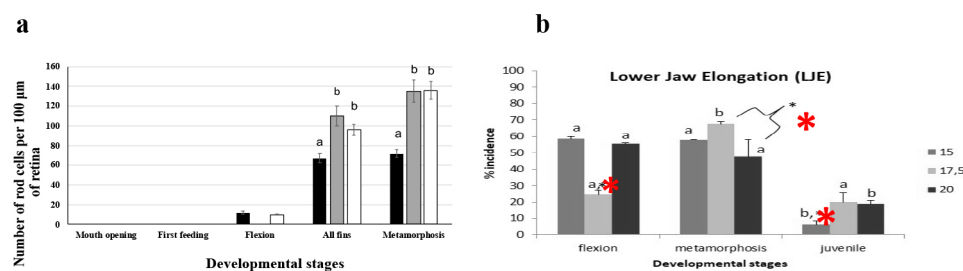 a
Number of rod cells per 100 μm
of retina
160
140
120
100
80
60
40
20
0
a
b
b
a
b
b
Mouth opening
First feeding
Flexion
All fins
Metamorphosis
Developmental stages
b
Lower Jaw Elongation (LJE)
% incidence
100
90
80
70
60
50
40
30
20
10
0
a
a,*
a
a
b
a
*
b,*
a
b
flexion
metamorphosis
juvenile
Developmental stages
15
17,5
20